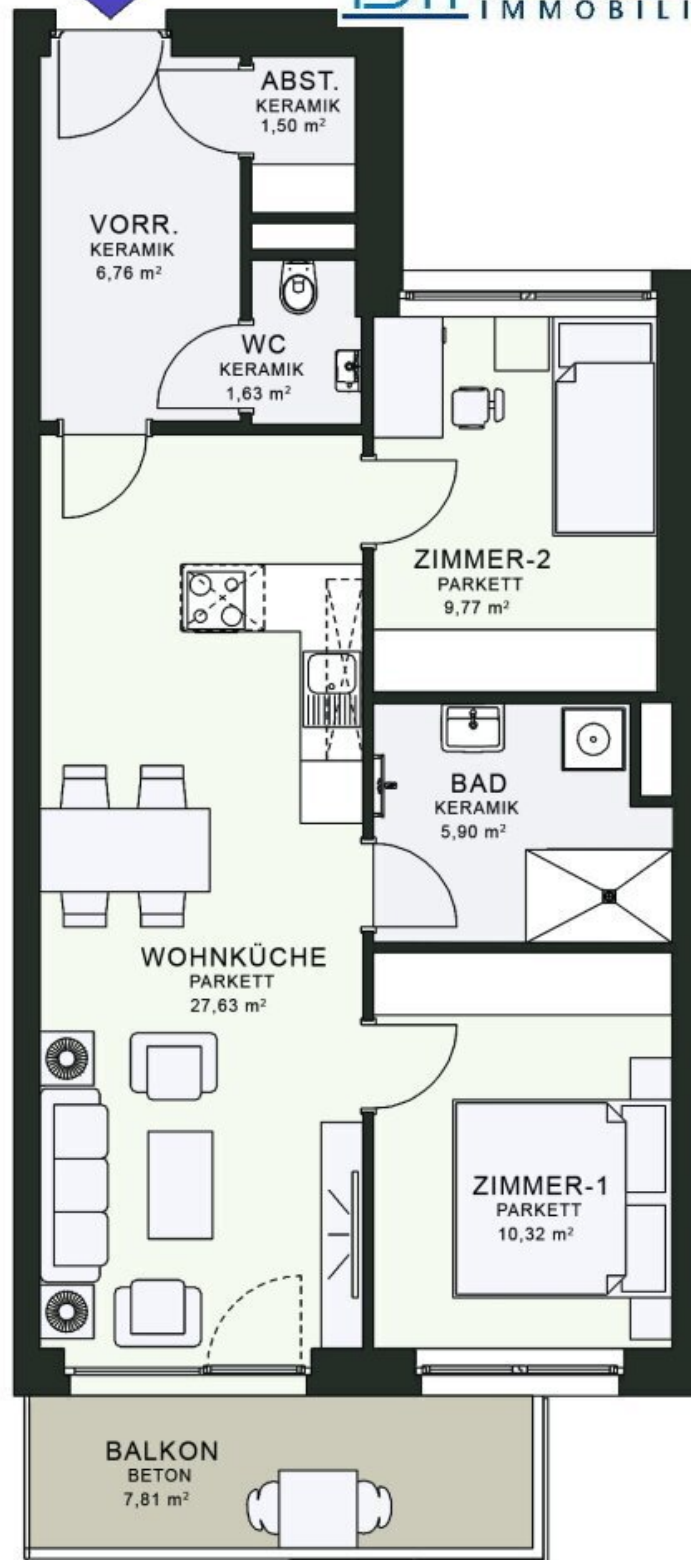 IMMOBILI
ABST.
KERAMIK
1,50 m²
VORR.
KERAMIK
6,76 m²
WC
KERAMIK
1,63 m²
ZIMMER-2
PARKETT
9,77 m²
BAD
KERAMIK
5,90 m²
WOHNKÜCHE
PARKETT
27,63 m²
ZIMMER-1
PARKETT
10,32 m²
BALKON
BETON
7,81 m²